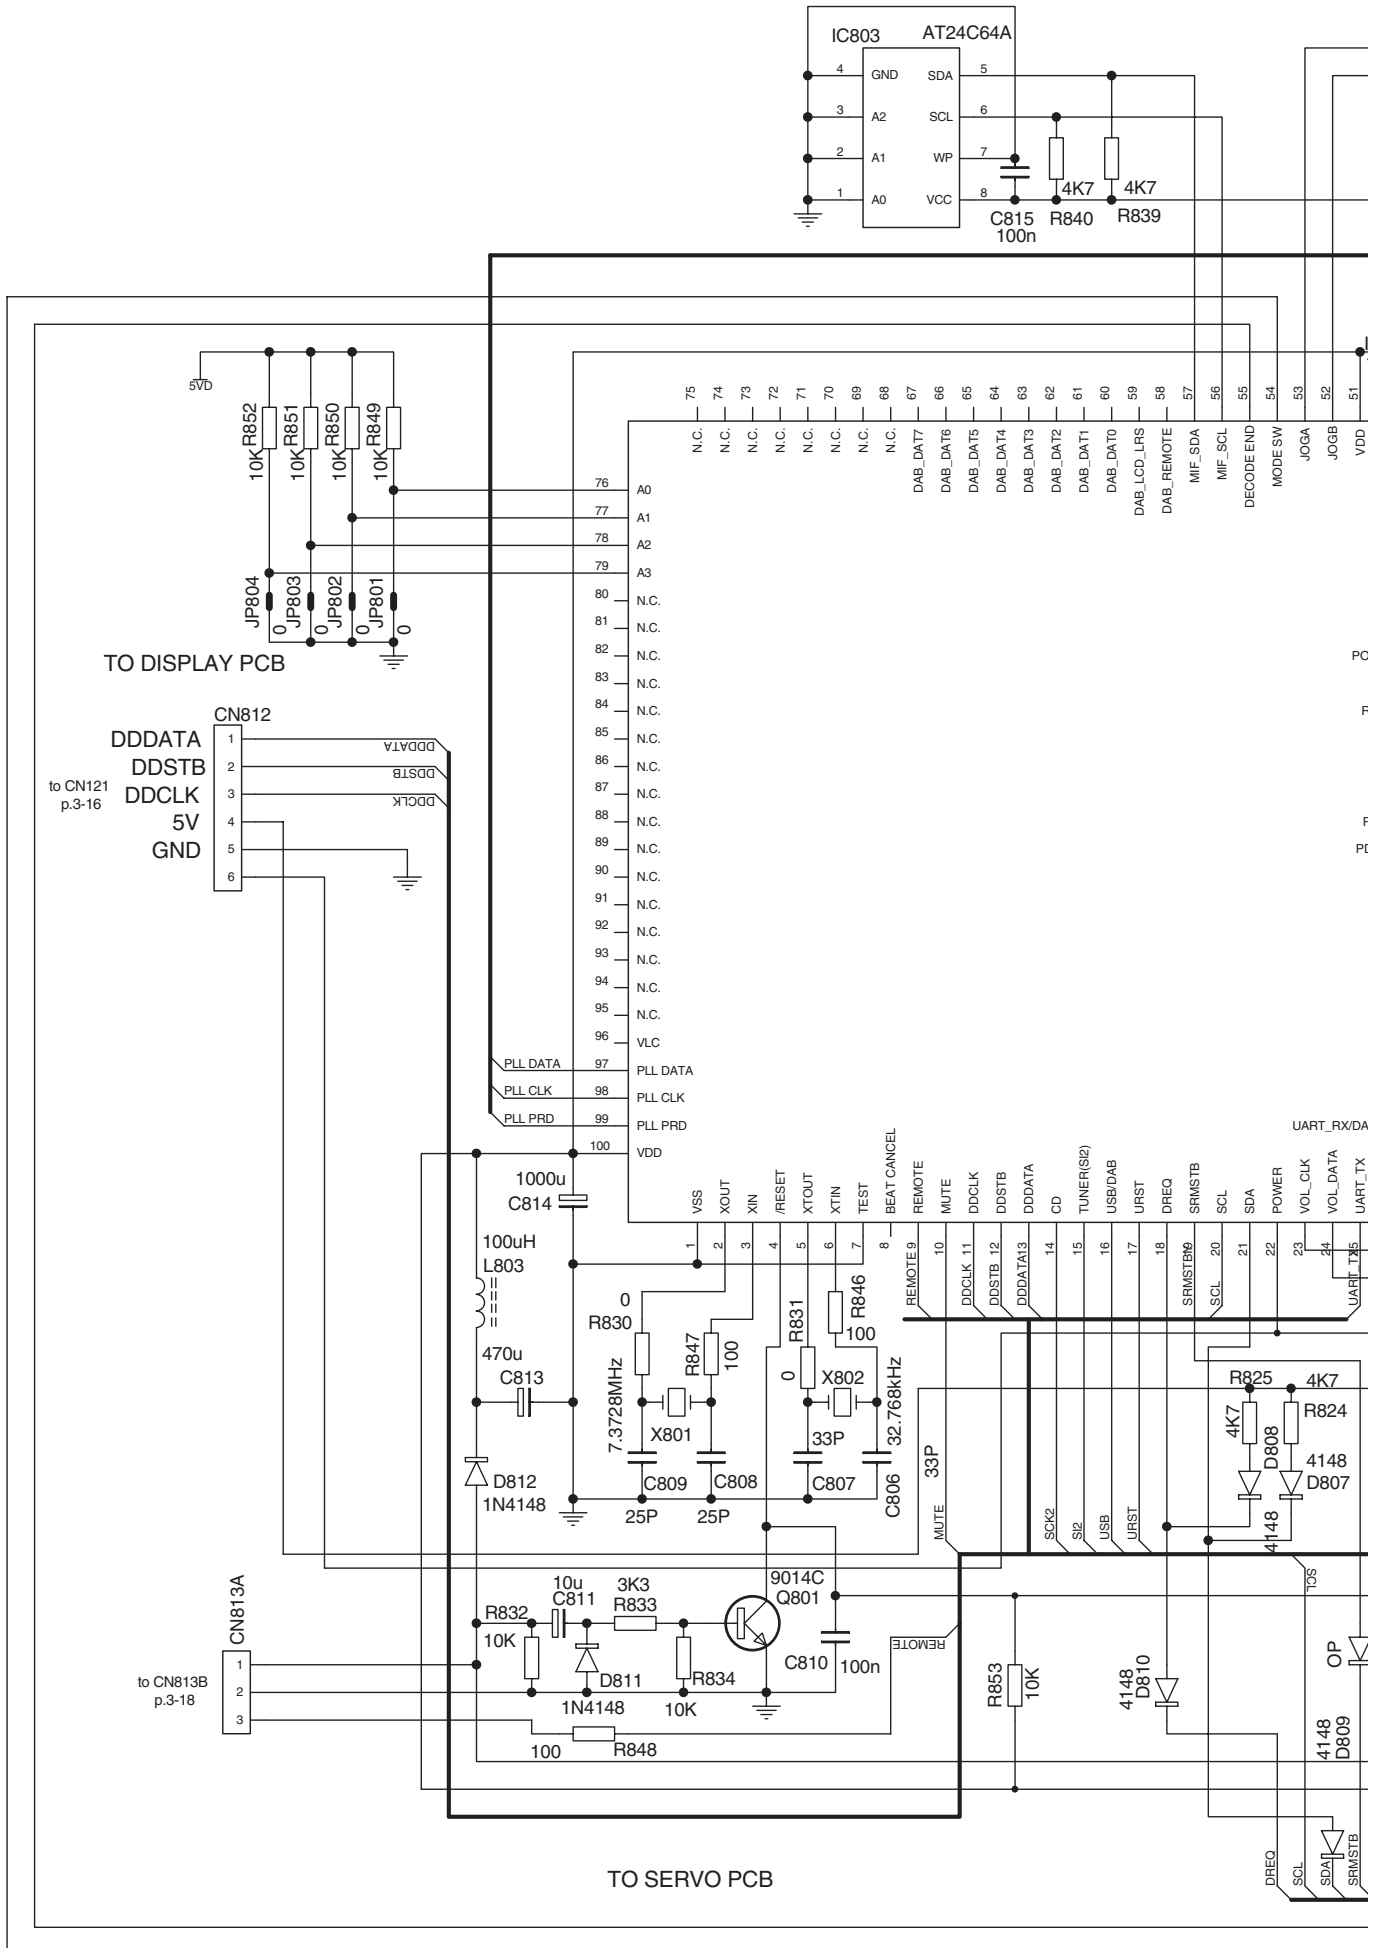 IC803 AT24C64A
4 GND SDA 5
3 A2 SCL 6
2 A1 WP 7
1 A0 VCC 8
C815
100n
4K7
R840
4K7
R839
5VD
10K R852
10K R851
10K R850
10K R849
JP804 0
JP803 0
JP802 0
JP801 0
75 N.C.
74 N.C.
73 N.C.
72 N.C.
71 N.C.
70 N.C.
69 N.C.
68 N.C.
67 DAB_DAT7
66 DAB_DAT6
65 DAB_DAT5
64 DAB_DAT4
63 DAB_DAT3
62 DAB_DAT2
61 DAB_DAT1
60 DAB_DAT0
59 DAB_LCD_LRS
58 DAB_REMOTE
57 MIF_SDA
56 MIF_SCL
55 DECODE END
54 MODE SW
53 JOGA
52 JOGB
51 VDD
76 A0
77 A1
78 A2
79 A3
80 N.C.
81 N.C.
82 N.C.
83 N.C.
84 N.C.
85 N.C.
86 N.C.
87 N.C.
88 N.C.
89 N.C.
90 N.C.
91 N.C.
92 N.C.
93 N.C.
94 N.C.
95 N.C.
96 VLC
PLL DATA 97 PLL DATA
PLL CLK 98 PLL CLK
PLL PRD 99 PLL PRD
100 VDD
PO
PD
UART_RX/DA
TO DISPLAY PCB
CN812
DDDATA 1 DDDATA
DDSTB 2 DDSTB
DDCLK 3 DDCLK
5V 4
GND 5
6
to CN121
p.3-16
VSS 1
XOUT 2
XIN 3
/RESET 4
XTOUT 5
XTIN 6
TEST 7
BEAT CANCEL 8
REMOTE 9 REMOTE
MUTE 10
DDCLK 11 DDCLK
DDSTB 12 DDSTB
DDDATA 13 DDDATA
CD 14
TUNER(SI2) 15
USB/DAB 16
URST 17
DREQ 18
SRMSTB 19 SRMSTB
SCL 20 SCL
SDA 21
POWER 22
VOL_CLK 23
VOL_DATA 24
UART_TX 25 UART_TX
1000u
C814
100uH
L803
470u
C813
D812
1N4148
0
R830
R847
100
7.3728MHz
X801
C809
25P
C808
25P
R831
0
R846
100
X802
32.768kHz
33P
C807
C806
33P
MUTE
SCK2
SI2
USB
URST
R825
4K7
D808
4148
4K7
R824
4148
D807
SCL
CN813A
1
2
3
to CN813B
p.3-18
R832
10K
10u
C811
3K3
R833
D811
1N4148
R834
10K
9014C
Q801
C810
100n
REMOTE
100
R848
R853
10K
4148
D810
OP
4148
D809
DREQ
SCL
SDA
SRMSTB
TO SERVO PCB